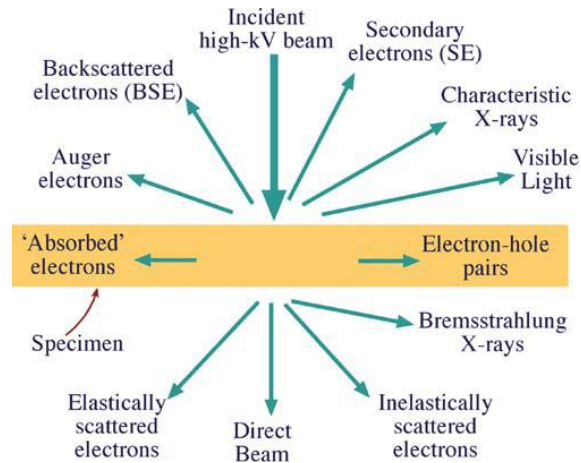 Incident
high-kV beam
Secondary
electrons (SE)
Backscattered
electrons (BSE)
Characteristic
X-rays
Auger
electrons
Visible
Light
‘Absorbed’
electrons
Electron-hole
pairs
Specimen
Bremsstrahlung
X-rays
Elastically
scattered
electrons
Direct
Beam
Inelastically
scattered
electrons